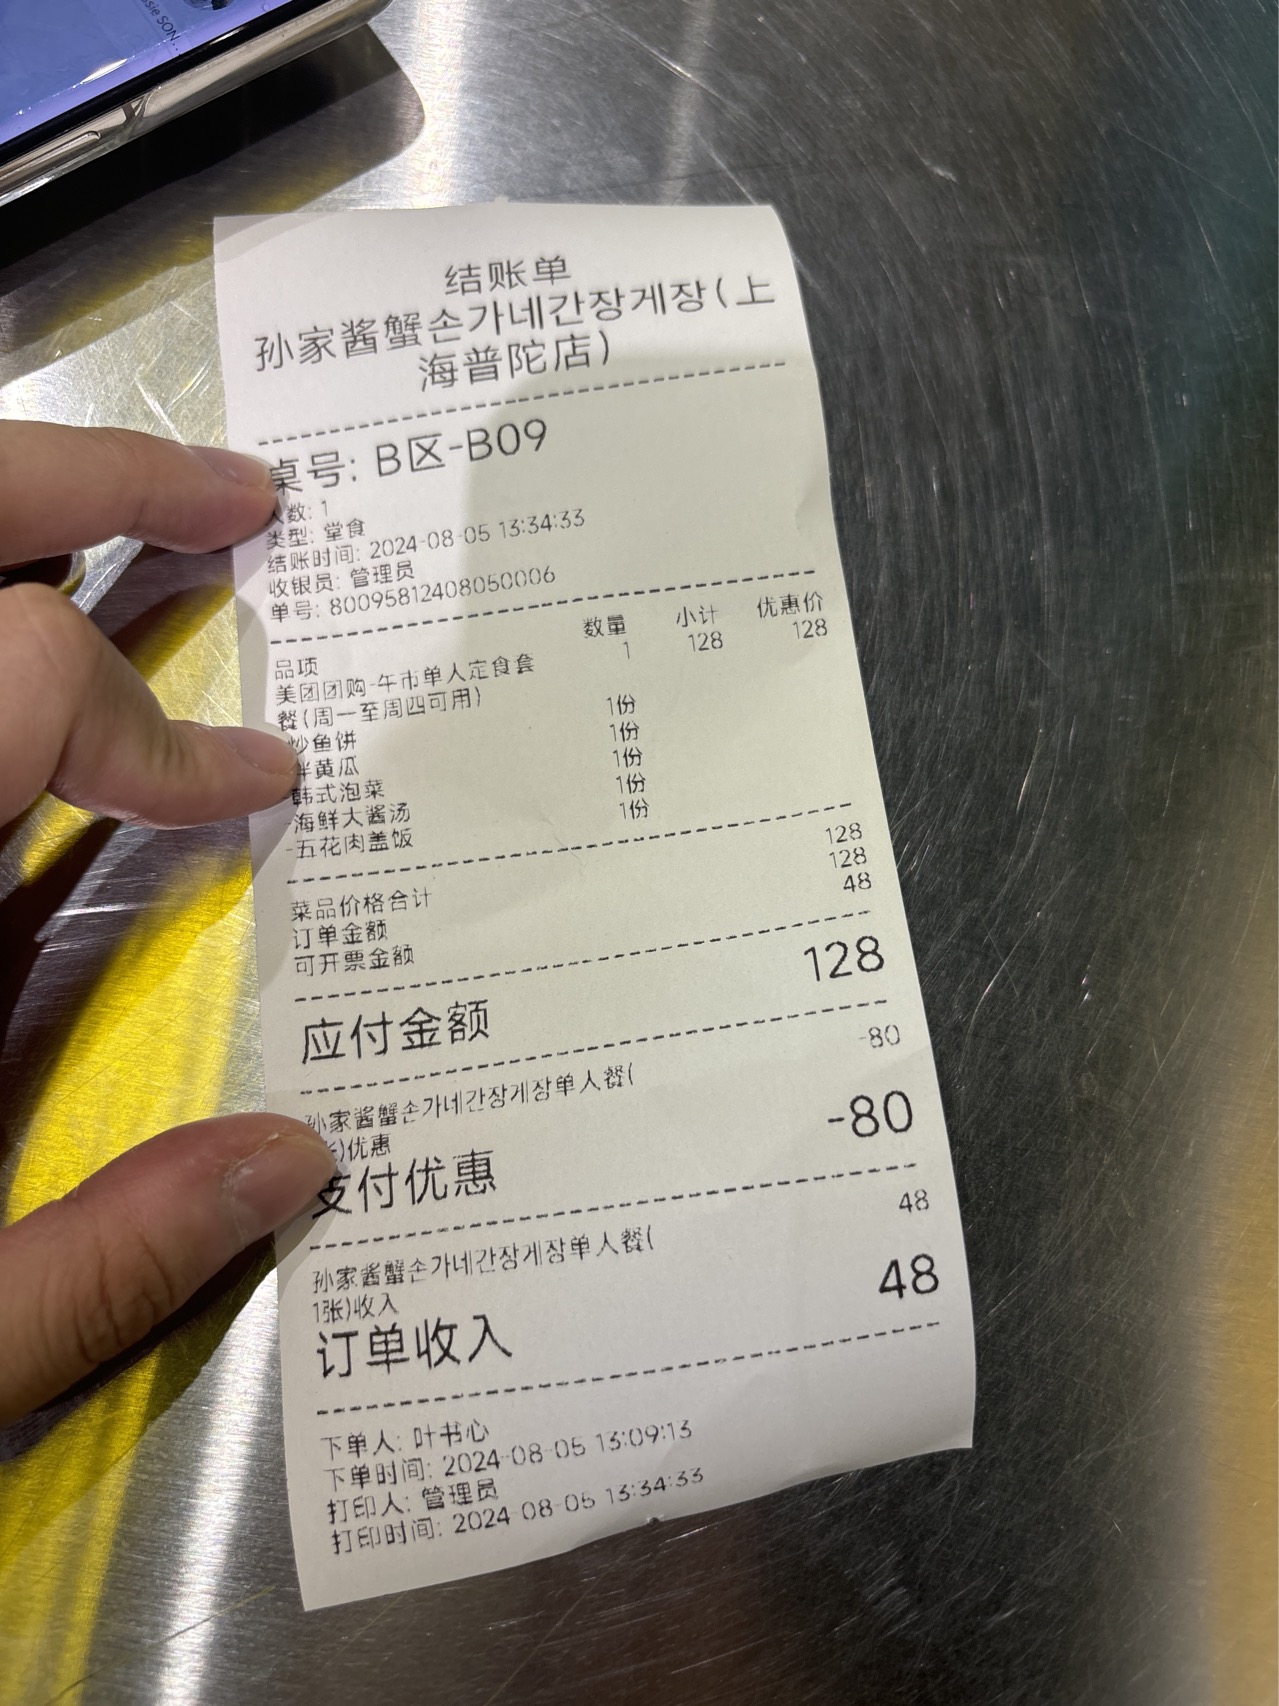 ssie SON...
结账单
孙家酱蟹손가네간장게장(上
海普陀店)
桌号: B区-B09
人数: 1
类型: 堂食
结账时间: 2024-08-05 13:34:33
收银员: 管理员
单号: 80095812408050006
品项 数量 小计 优惠价
美团团购-午市单人定食套 1 128 128
餐(周一至周四可用)
炒鱼饼 1份
拌黄瓜 1份
韩式泡菜 1份
海鲜大酱汤 1份
-五花肉盖饭 1份
菜品价格合计 128
订单金额 128
可开票金额 48
应付金额 128
孙家酱蟹손가네간장게장单人餐( -80
张)优惠
支付优惠 -80
孙家酱蟹손가네간장게장单人餐( 48
1张)收入
订单收入 48
下单人: 叶书心
下单时间: 2024-08-05 13:09:13
打印人: 管理员
打印时间: 2024-08-05 13:34:33